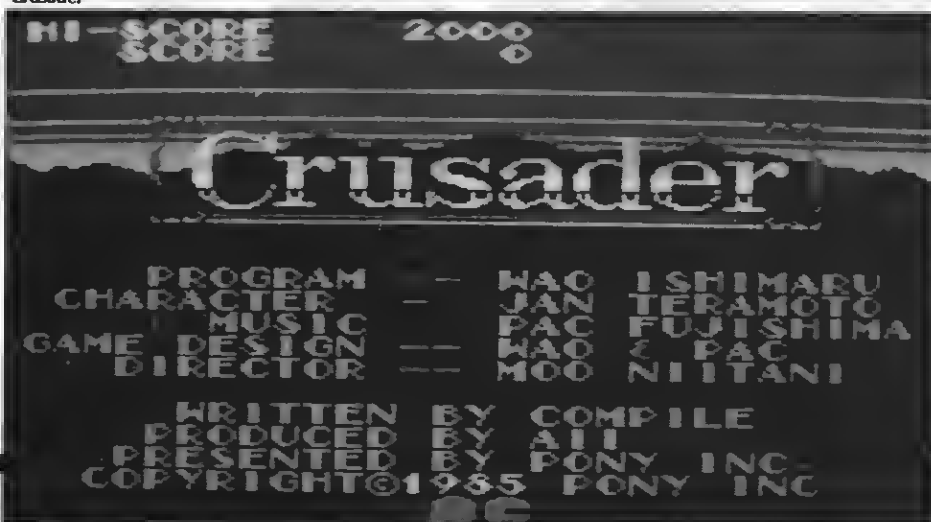 HI-SCORE 2000
SCORE 0
Crusader
PROGRAM - WAO ISHIMARU
CHARACTER - JAN TERAMOTO
MUSIC PAC FUJISHIMA
GAME DESIGN -- WAO & PAC
DIRECTOR -- MOO NIITANI
WRITTEN BY COMPILE
PRODUCED BY AII
PRESENTED BY PONY INC
COPYRIGHT©1985 PONY INC